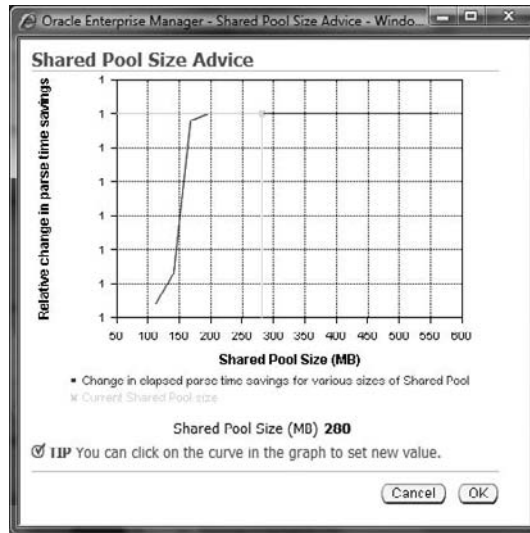 Oracle Enterprise Manager - Shared Pool Size Advice - Windo...
Shared Pool Size Advice
Relative change in parse time savings
1
1
1
1
1
1
1
1
50 100 150 200 250 300 350 400 450 500 550 600
Shared Pool Size (MB)
Change in elapsed parse time savings for various sizes of Shared Pool
Current Shared Pool size
Shared Pool Size (MB) 280
TIP You can click on the curve in the graph to set new value.
Cancel OK